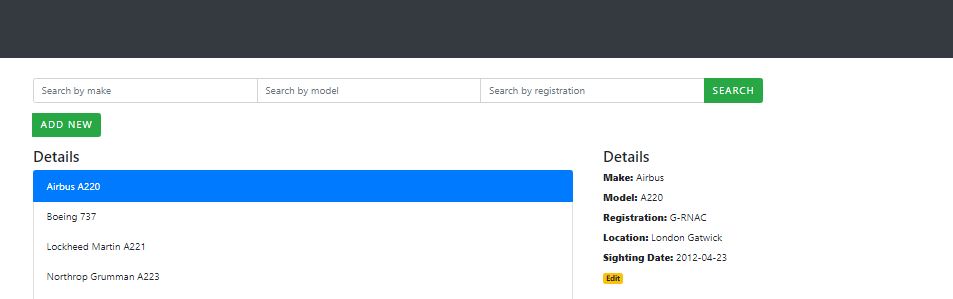 Search by make Search by model Search by registration SEARCH
ADD NEW
Details
Airbus A220
Boeing 737
Lockheed Martin A221
Northrop Grumman A223
Details
Make: Airbus
Model: A220
Registration: G-RNAC
Location: London Gatwick
Sighting Date: 2012-04-23
Edit